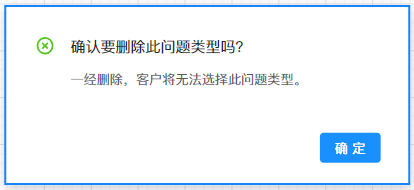 确认要删除此问题类型吗?
一经删除，客户将无法选择此问题类型。
确 定